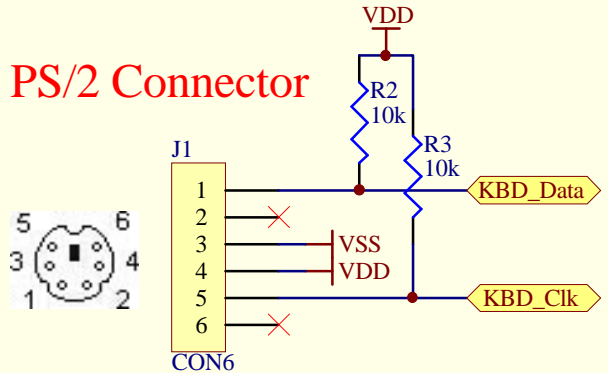 VDD
PS/2 Connector
R2
10k
R3
10k
J1
1
KBD_Data
2
3
VSS
4
VDD
5
KBD_Clk
6
CON6
5 6
3 4
1 2